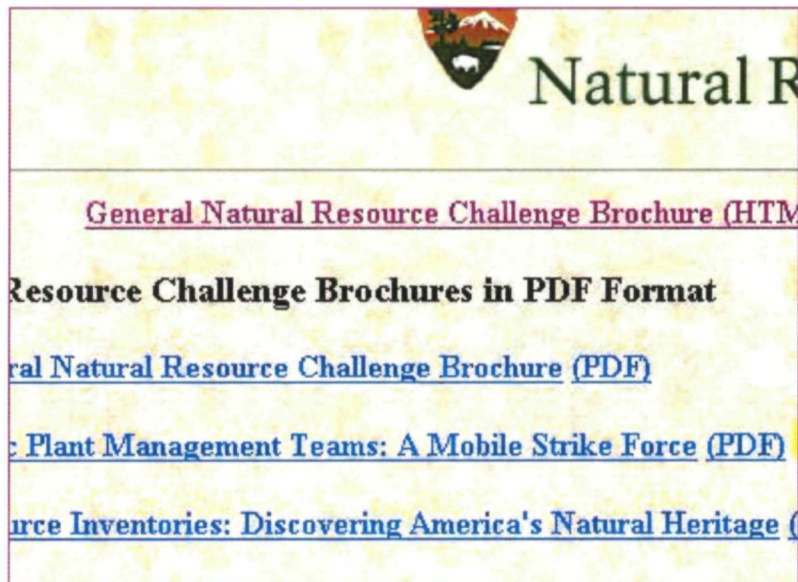 Natural R
General Natural Resource Challenge Brochure (HTM
Resource Challenge Brochures in PDF Format
ral Natural Resource Challenge Brochure (PDF)
c Plant Management Teams: A Mobile Strike Force (PDF)
urce Inventories: Discovering America's Natural Heritage (